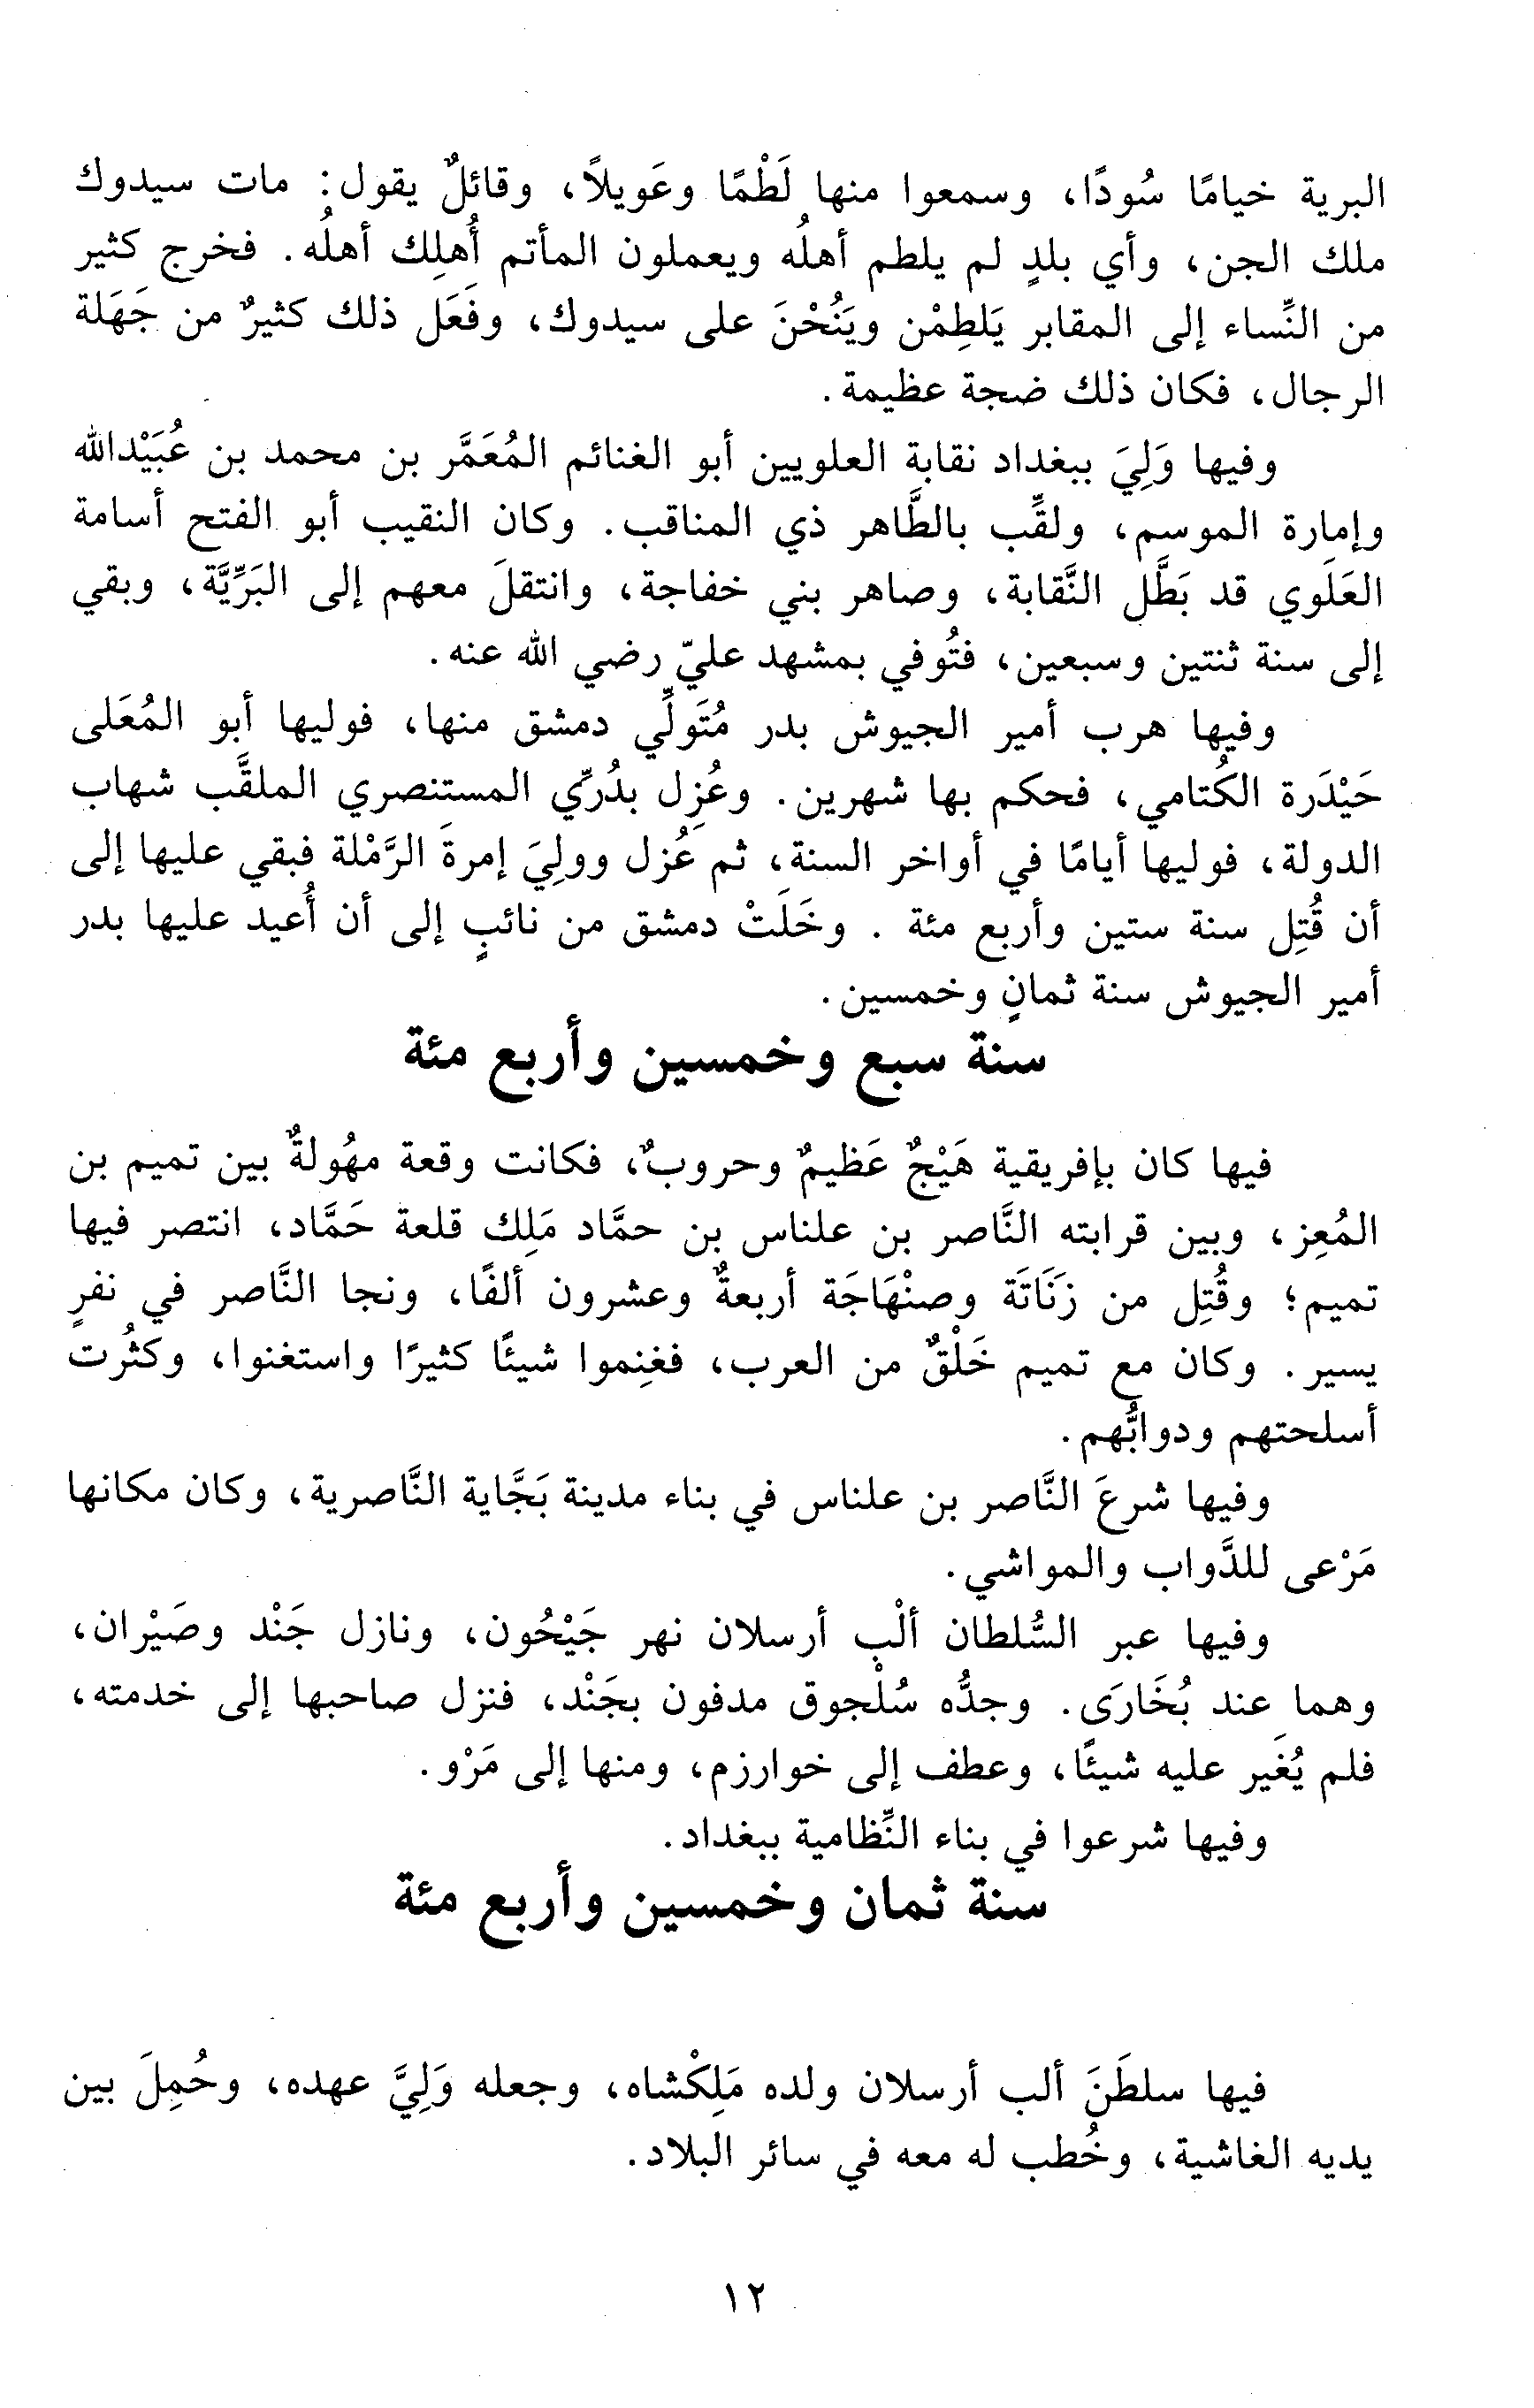 البرية خيامًا سُودًا، وسمعوا منها لَطْمًا وعَويلاً، وقائلٌ يقول: مات سيدوك
ملك الجن، وأي بلدٍ لم يلطم أهلُه ويعملون المأتم أُهلِك أهلُه. فخرج كثير
من النِّساء إلى المقابر يَلطِمْن ويَنُحْنَ على سيدوك، وفَعَل ذلك كثيرٌ من جَهَلة
الرجال، فكان ذلك ضجة عظيمة.
وفيها وَلِيَ ببغداد نقابة العلويين أبو الغنائم المُعَمَّر بن محمد بن عُبَيْدالله
وإمارة الموسم، ولقِّب بالطَّاهر ذي المناقب. وكان النقيب أبو الفتح أسامة
العَلَوي قد بَطَّل النَّقابة، وصاهر بني خفاجة، وانتقلَ معهم إلى البَرِّيَّة، وبقي
إلى سنة ثنتين وسبعين، فتُوفي بمشهد عليّ رضي الله عنه.
وفيها هرب أمير الجيوش بدر مُتَولِّي دمشق منها، فوليها أبو المُعَلى
حَيْدَرة الكُتامي، فحكم بها شهرين. وعُزِل بدُرِّي المستنصري الملقَّب شهاب
الدولة، فوليها أيامًا في أواخر السنة، ثم عُزل ووليَ إمرةَ الرَّمْلة فبقي عليها إلى
أن قُتِل سنة ستين وأربع مئة . وخَلَتْ دمشق من نائبٍ إلى أن أُعيد عليها بدر
أمير الجيوش سنة ثمانٍ وخمسين.
سنة سبع وخمسين وأربع مئة
فيها كان بإفريقية هَيْجٌ عَظيمٌ وحروبٌ، فكانت وقعة مهُولةٌ بين تميم بن
المُعِز، وبين قرابته النَّاصر بن علناس بن حمَّاد مَلِك قلعة حَمَّاد، انتصر فيها
تميم؛ وقُتِل من زَنَاتَة وصنْهَاجَة أربعةٌ وعشرون ألفًا، ونجا النَّاصر في نفرٍ
يسير. وكان مع تميم خَلْقٌ من العرب، فغنِموا شيئًا كثيرًا واستغنوا، وكثُرت
أسلحتهم ودوابُّهم.
وفيها شرعَ النَّاصر بن علناس في بناء مدينة بَجَّاية النَّاصرية، وكان مكانها
مَرْعى للدَّواب والمواشي.
وفيها عبر السُّلطان ألْب أرسلان نهر جَيْحُون، ونازل جَنْد وصَيْران،
وهما عند بُخَارَى. وجدُّه سُلْجوق مدفون بجَنْد، فنزل صاحبها إلى خدمته،
فلم يُغَير عليه شيئًا، وعطف إلى خوارزم، ومنها إلى مَرْو.
وفيها شرعوا في بناء النِّظامية ببغداد.
سنة ثمان وخمسين وأربع مئة
فيها سلطَنَ ألب أرسلان ولده مَلِكْشاه، وجعله وَلِيَّ عهده، وحُمِلَ بين
يديه الغاشية، وخُطب له معه في سائر البلاد.
١٢